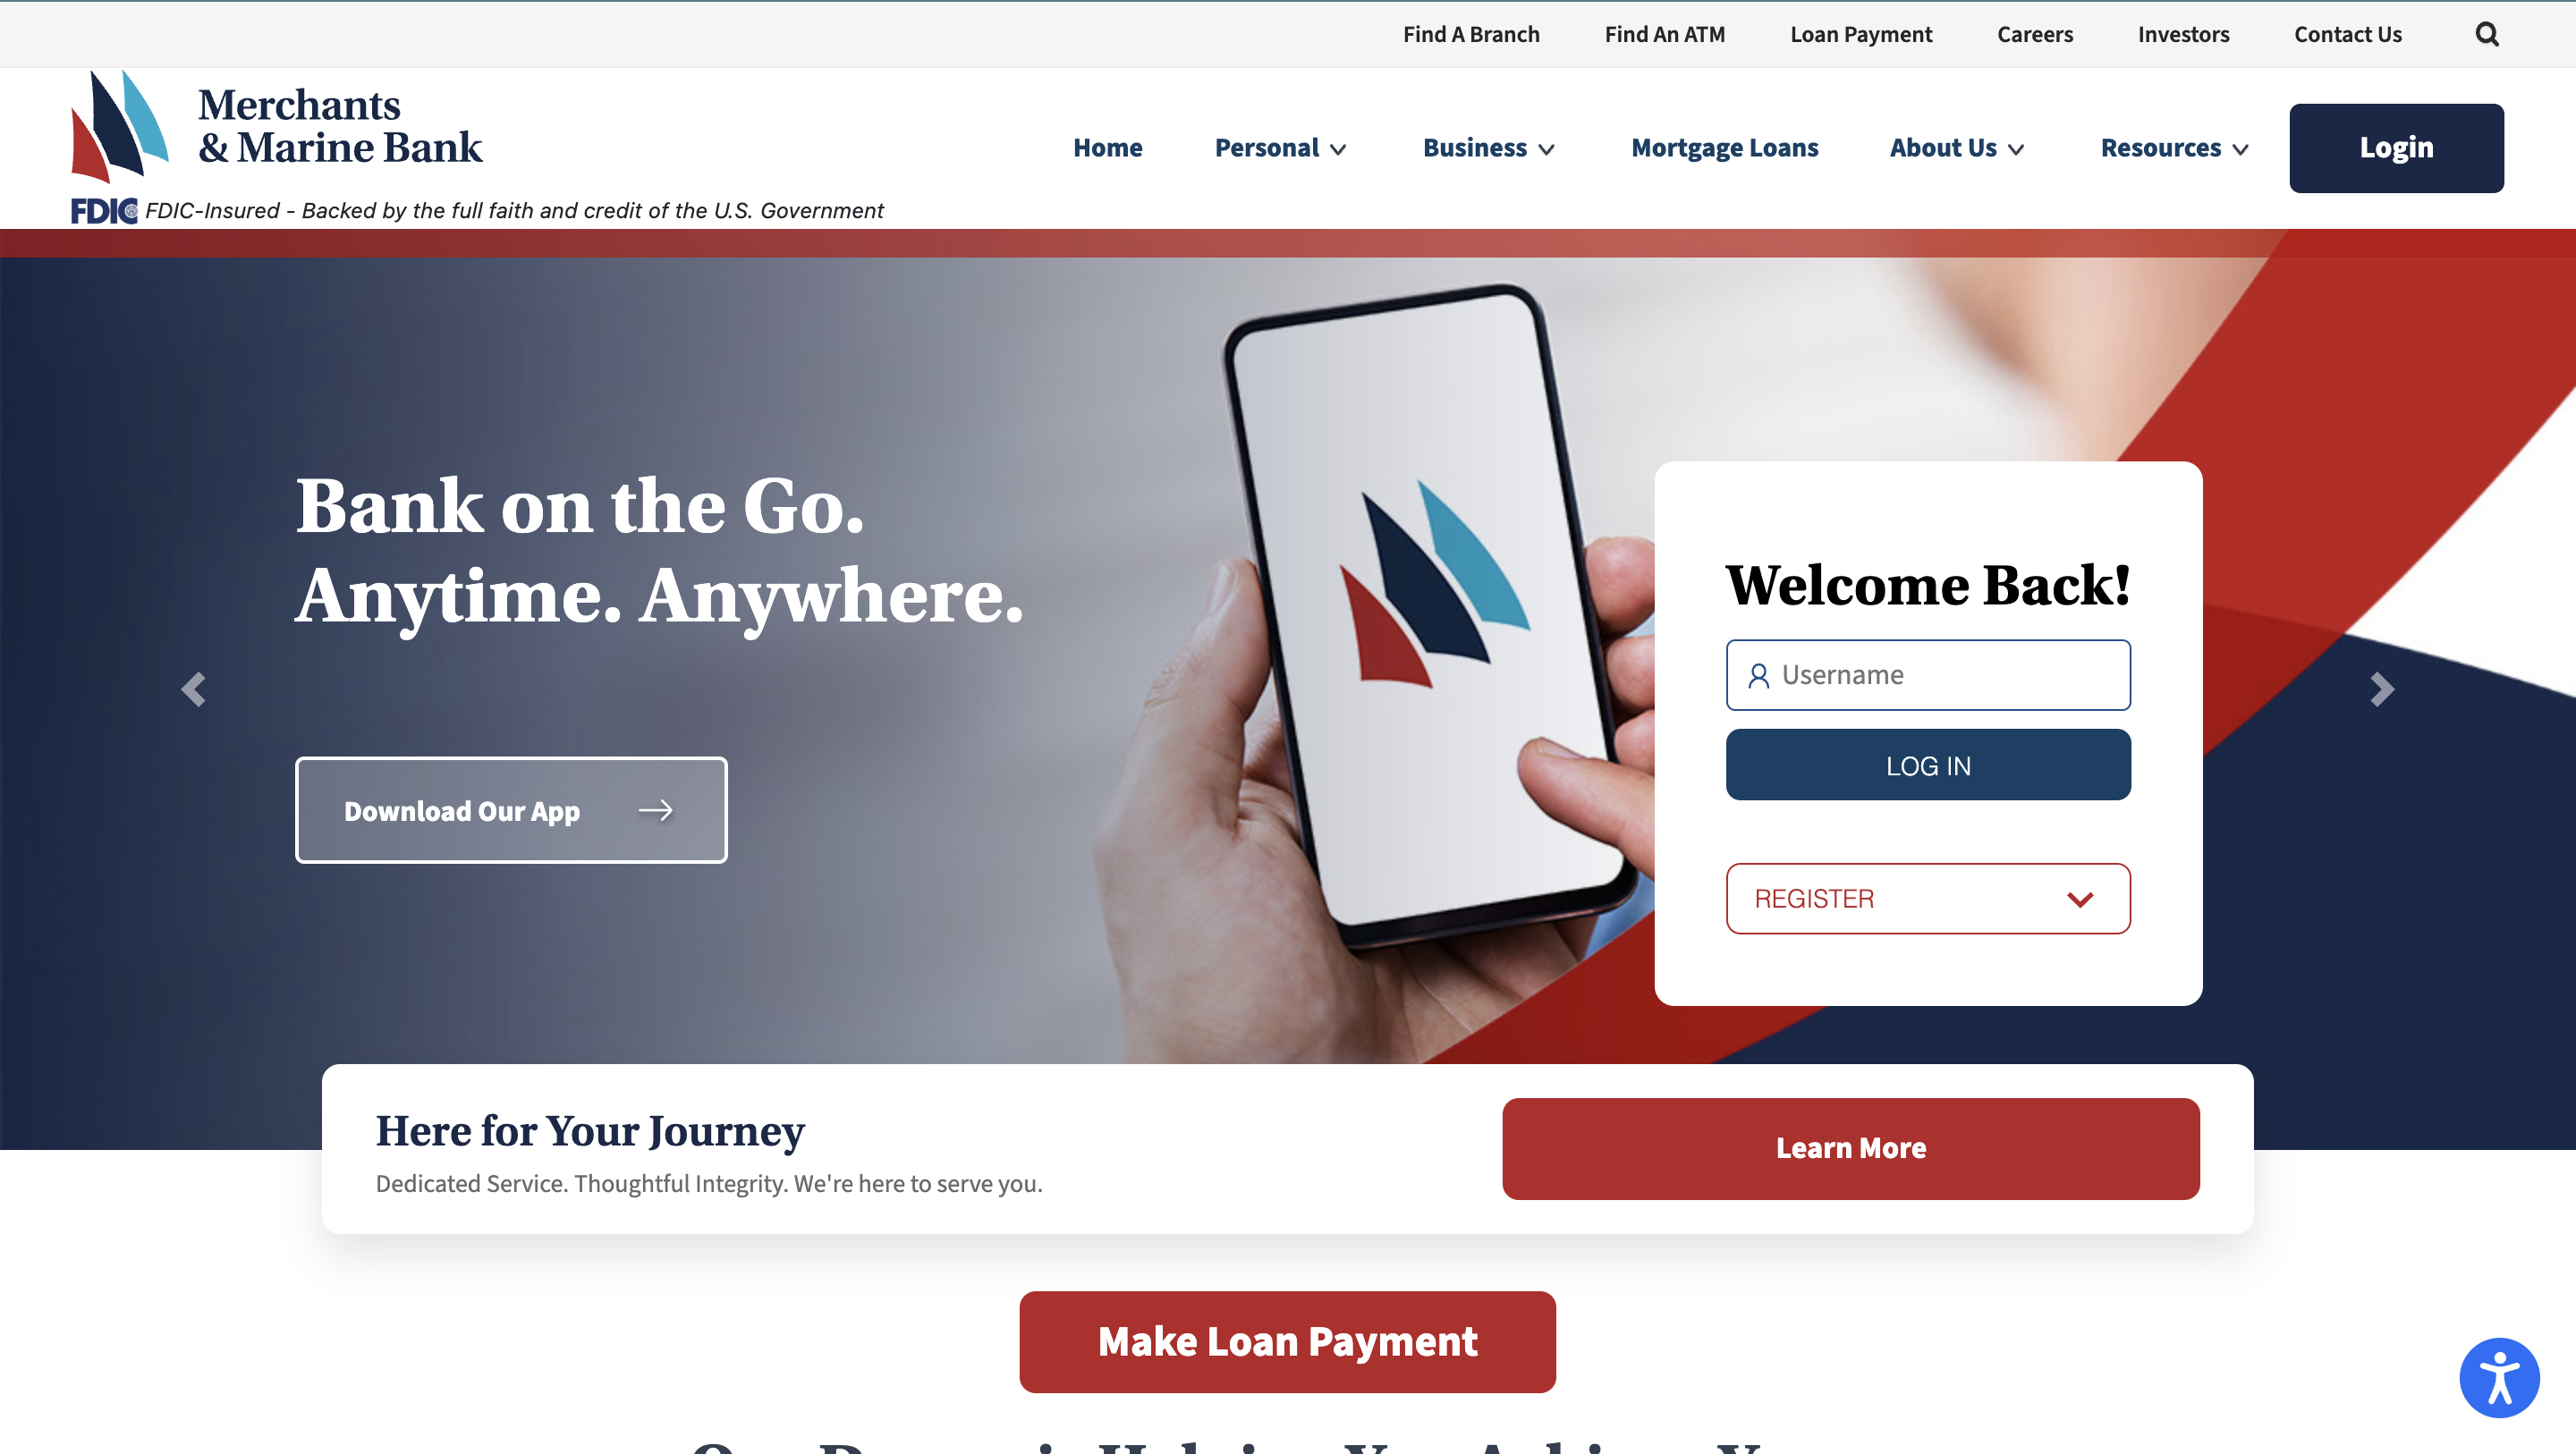 Find A Branch
Find An ATM
Loan Payment
Careers
Investors
Contact Us
Merchants
& Marine Bank
Home
Personal
Business
Mortgage Loans
About Us
Resources
Login
FDIC FDIC-Insured - Backed by the full faith and credit of the U.S. Government
Bank on the Go.
Anytime. Anywhere.
Download Our App
Welcome Back!
Username
LOG IN
REGISTER
Here for Your Journey
Dedicated Service. Thoughtful Integrity. We're here to serve you.
Learn More
Make Loan Payment